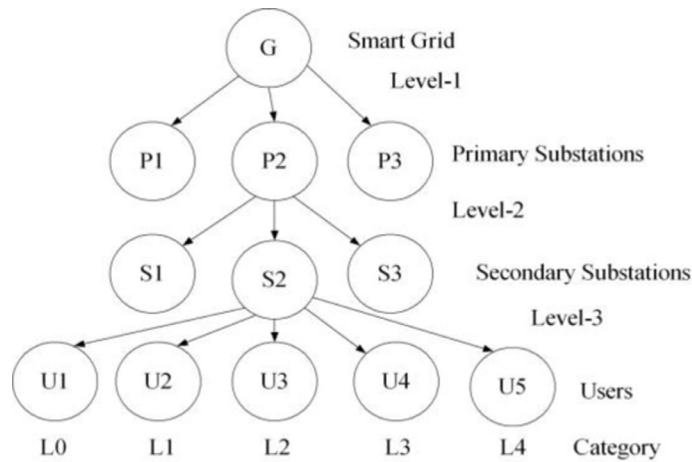 G Smart Grid
Level-1
P1 P2 P3 Primary Substations
Level-2
S1 S2 S3 Secondary Substations
Level-3
U1 U2 U3 U4 U5 Users
L0 L1 L2 L3 L4 Category